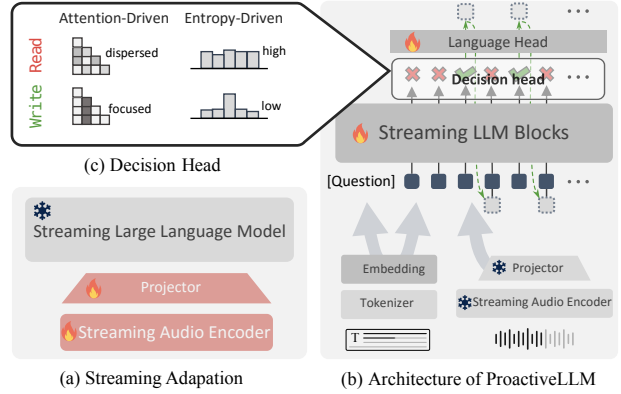 Attention-Driven
Entropy-Driven
Read
dispersed
high
Write
focused
low
(c) Decision Head
Streaming Large Language Model
Projector
Streaming Audio Encoder
(a) Streaming Adapation
Language Head
Decision head
Streaming LLM Blocks
[Question]
Embedding
Projector
Tokenizer
Streaming Audio Encoder
T
(b) Architecture of ProactiveLLM